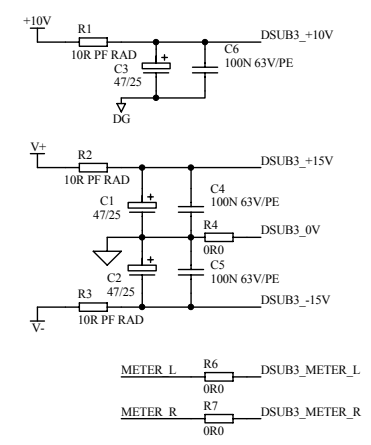 +10V
R1
10R PF RAD
C3
47/25
C6
100N 63V/PE
DSUB3_+10V
DG
V+
R2
10R PF RAD
DSUB3_+15V
C1
47/25
C4
100N 63V/PE
R4
0R0
DSUB3_0V
C2
47/25
C5
100N 63V/PE
R3
10R PF RAD
V-
DSUB3_-15V
METER_L
R6
0R0
DSUB3_METER_L
METER_R
R7
0R0
DSUB3_METER_R